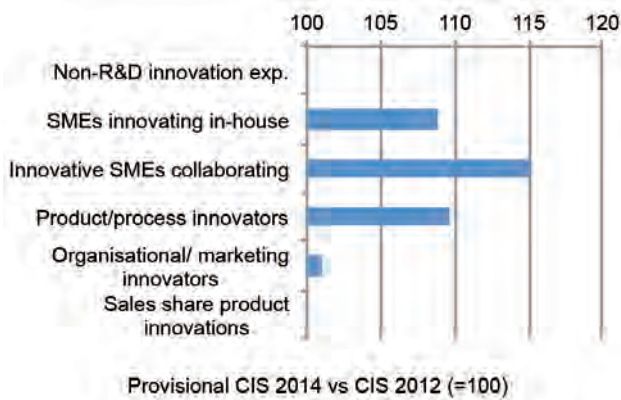 100 105 110 115 120
Non-R&D innovation exp.
SMEs innovating in-house
Innovative SMEs collaborating
Product/process innovators
Organisational/ marketing
innovators
Sales share product
innovations
Provisional CIS 2014 vs CIS 2012 (=100)